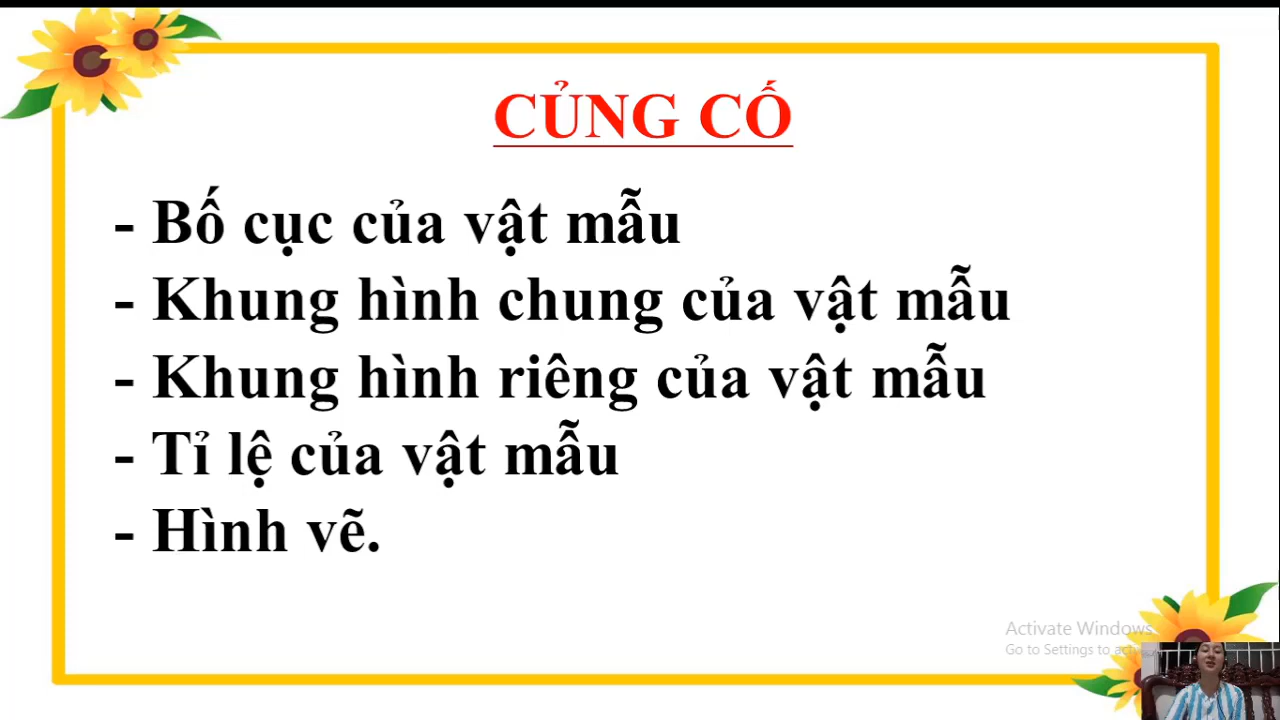 CỦNG CỐ
- Bố cục của vật mẫu
- Khung hình chung của vật mẫu
- Khung hình riêng của vật mẫu
- Tỉ lệ của vật mẫu
- Hình vẽ.
Activate Windows
Go to Settings to